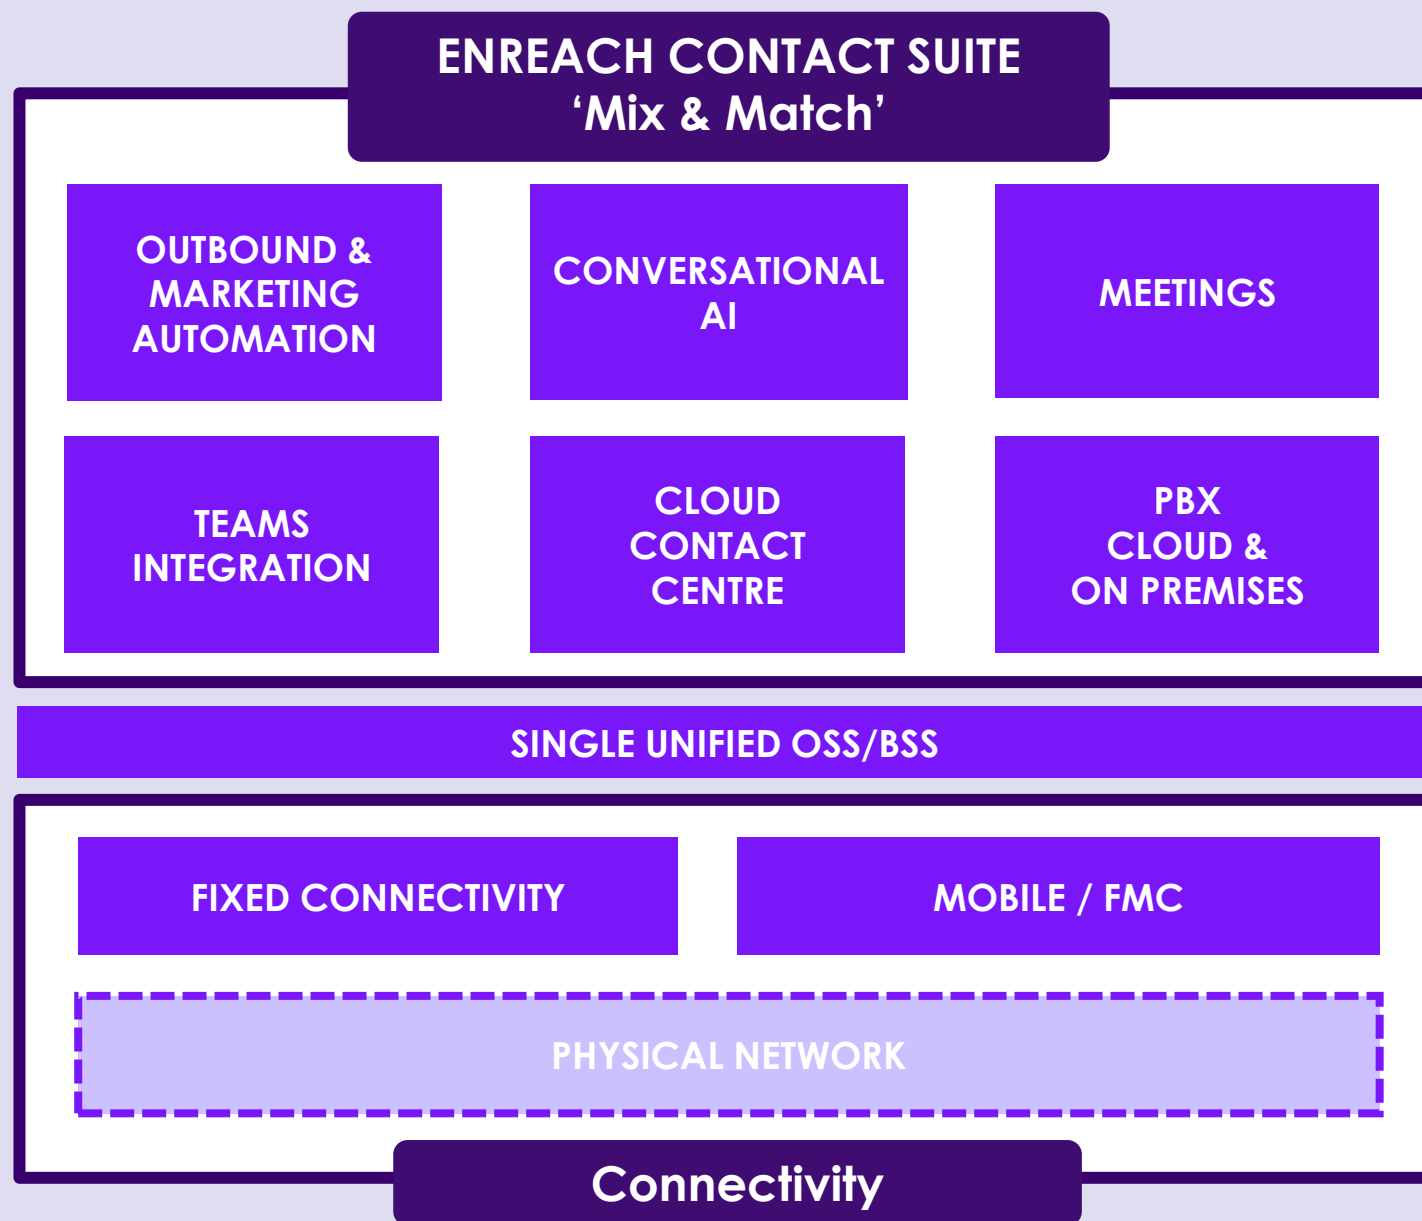 ENREACH CONTACT SUITE
‘Mix & Match’
OUTBOUND &
MARKETING
AUTOMATION
CONVERSATIONAL
AI
MEETINGS
TEAMS
INTEGRATION
CLOUD
CONTACT
CENTRE
PBX
CLOUD &
ON PREMISES
SINGLE UNIFIED OSS/BSS
FIXED CONNECTIVITY
MOBILE / FMC
PHYSICAL NETWORK
Connectivity